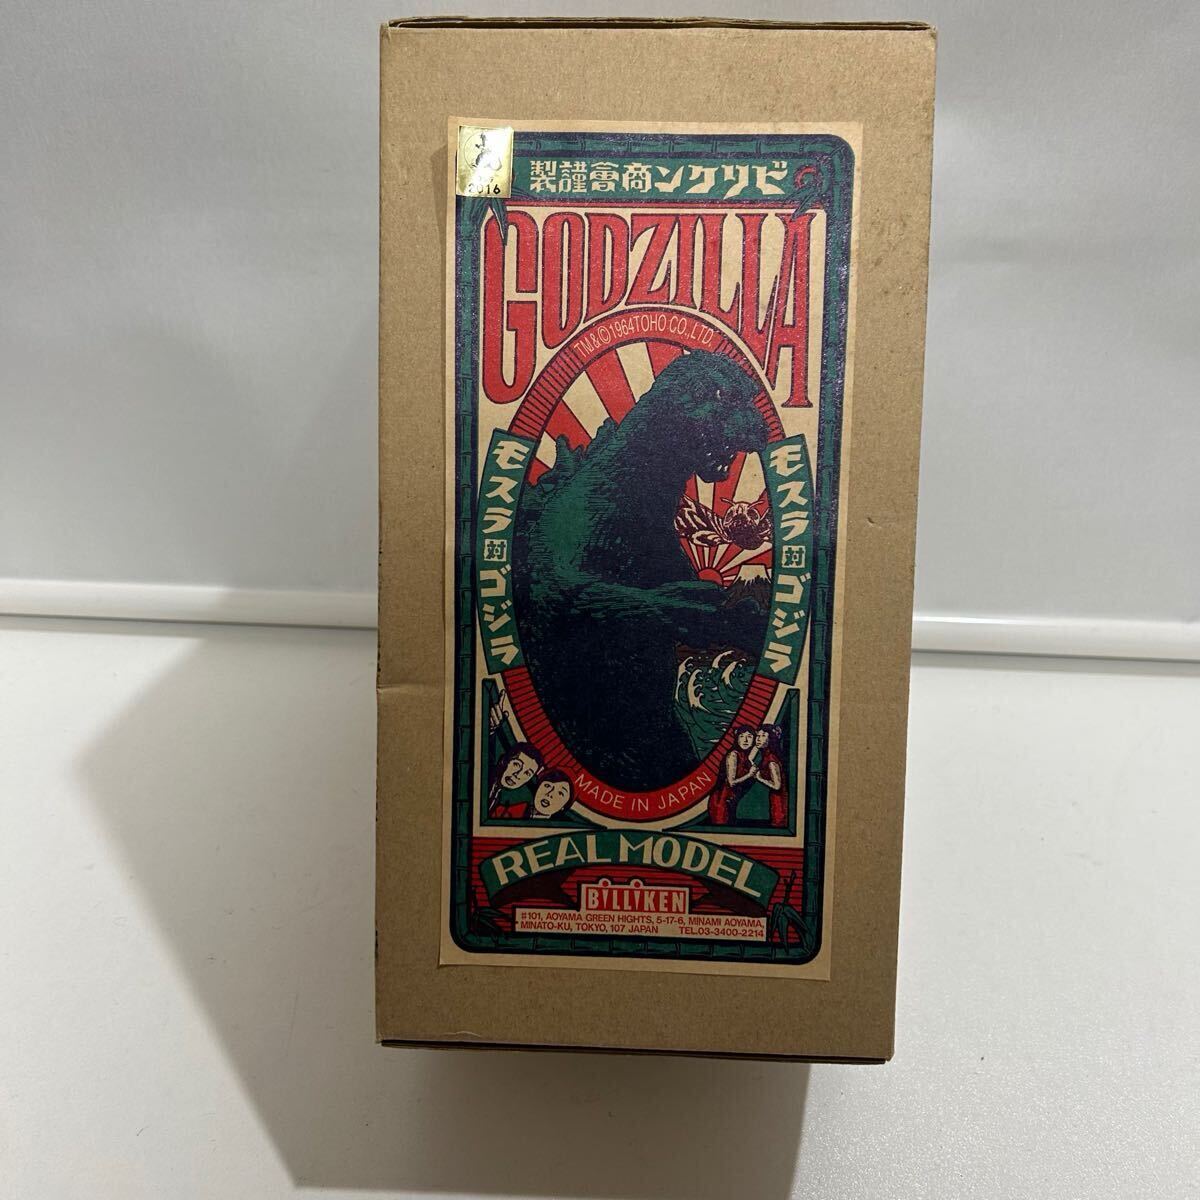 2016
製謹會商ンケリビ
GODZILLA
TM&©1964TOHO CO.,LTD.
モスラ対ゴジラ
モスラ対ゴジラ
MADE IN JAPAN
REAL MODEL
BILLIKEN
#101, AOYAMA GREEN HIGHTS, 5-17-6, MINAMI AOYAMA,
MINATO-KU, TOKYO, 107 JAPAN TEL.03-3400-2214